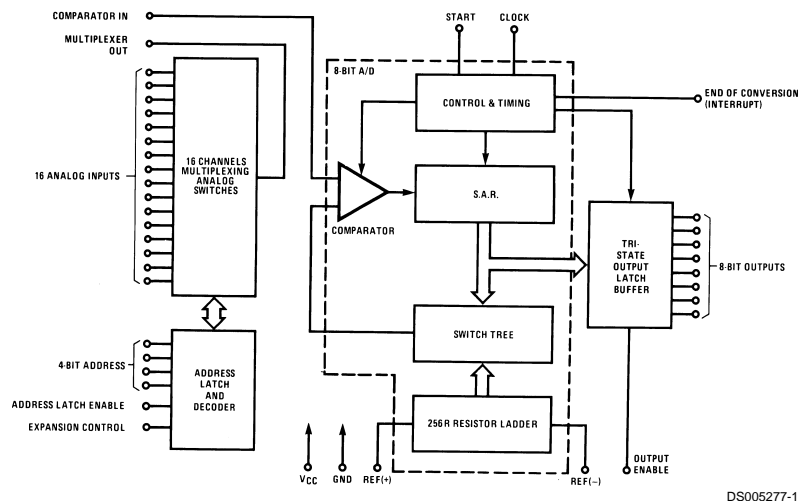 COMPARATOR IN
MULTIPLEXER
OUT
START
CLOCK
8-BIT A/D
CONTROL & TIMING
END OF CONVERSION
(INTERRUPT)
16 ANALOG INPUTS
16 CHANNELS
MULTIPLEXING
ANALOG
SWITCHES
S.A.R.
COMPARATOR
TRI-
STATE
OUTPUT
LATCH
BUFFER
8-BIT OUTPUTS
SWITCH TREE
4-BIT ADDRESS
ADDRESS
LATCH
AND
DECODER
ADDRESS LATCH ENABLE
EXPANSION CONTROL
256R RESISTOR LADDER
VCC
GND
REF(+)
REF(−)
OUTPUT
ENABLE
DS005277-1